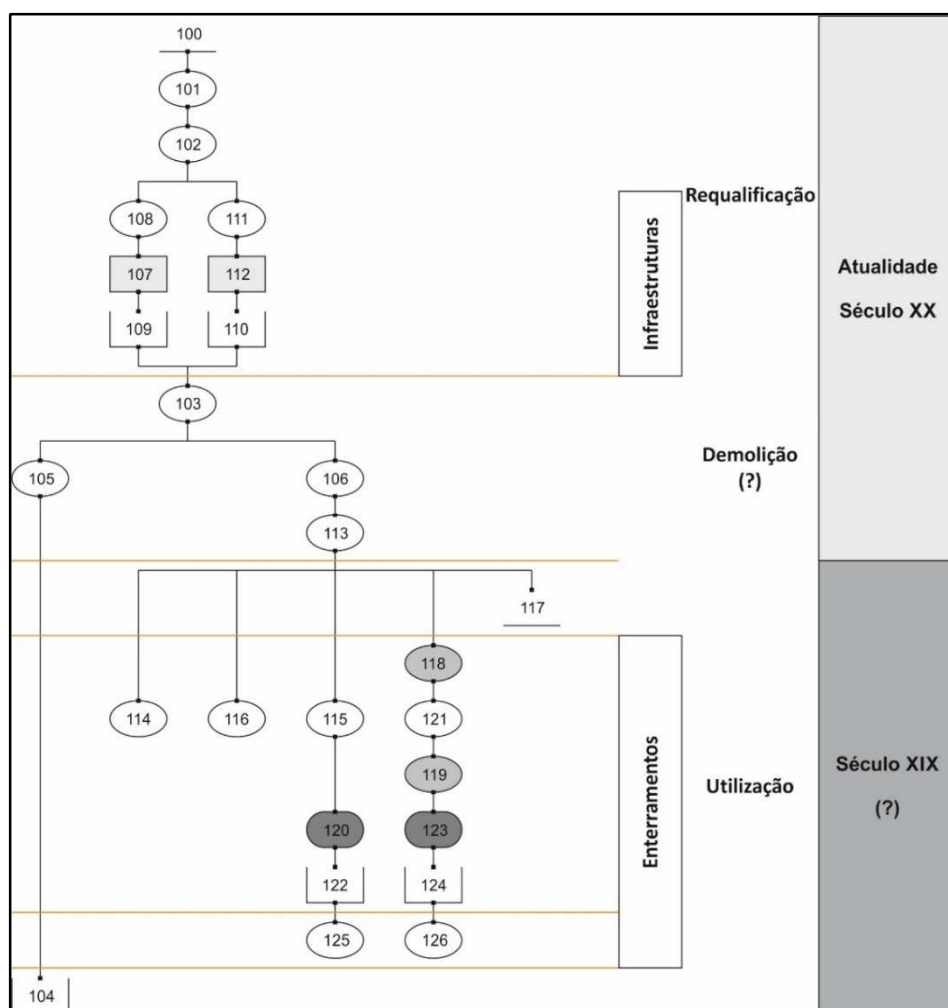 100
101
102
Requalificação
108 111
Infraestruturas
107 112
Atualidade
Século XX
109 110
103
Demolição
(?)
105 106
113
117
118
114 116 115 121
Enterramentos
119
Século XIX
(?)
Utilização
120 123
122 124
125 126
104